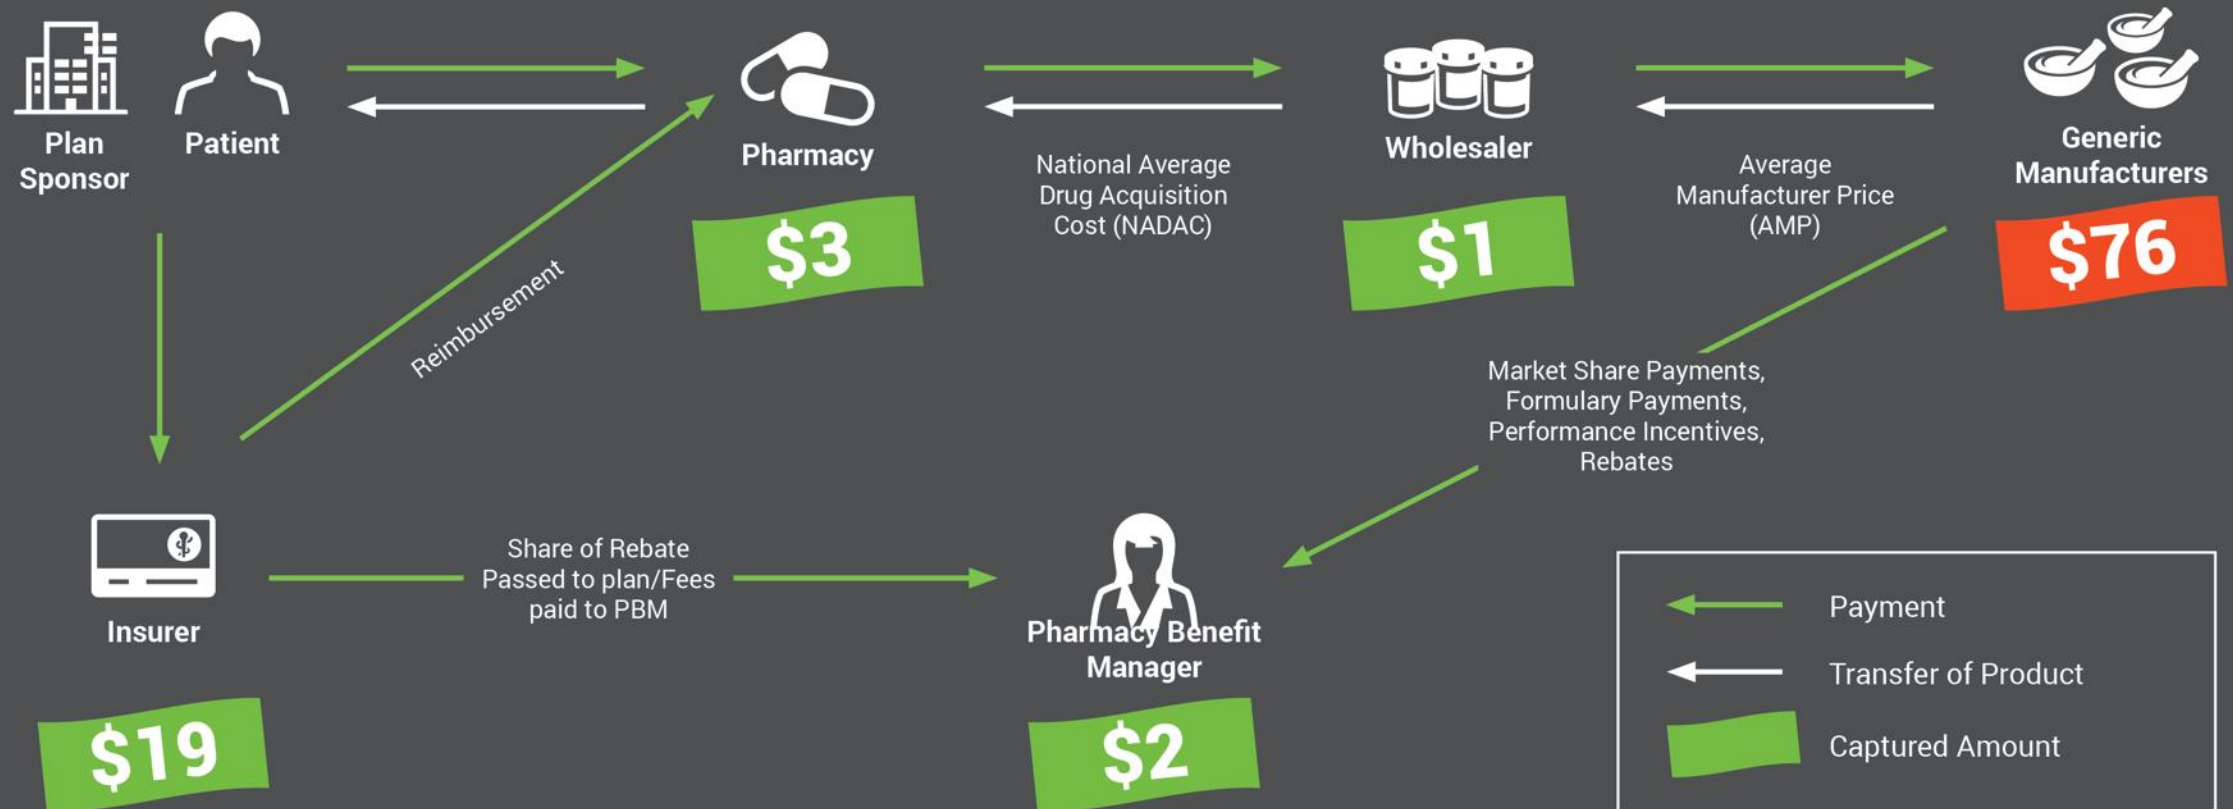 Plan
Sponsor
Patient
Pharmacy
$3
National Average
Drug Acquisition
Cost (NADAC)
Wholesaler
$1
Average
Manufacturer Price
(AMP)
Generic
Manufacturers
$76
Reimbursement
Market Share Payments,
Formulary Payments,
Performance Incentives,
Rebates
Insurer
$19
Share of Rebate
Passed to plan/Fees
paid to PBM
Pharmacy Benefit
Manager
$2
Payment
Transfer of Product
Captured Amount